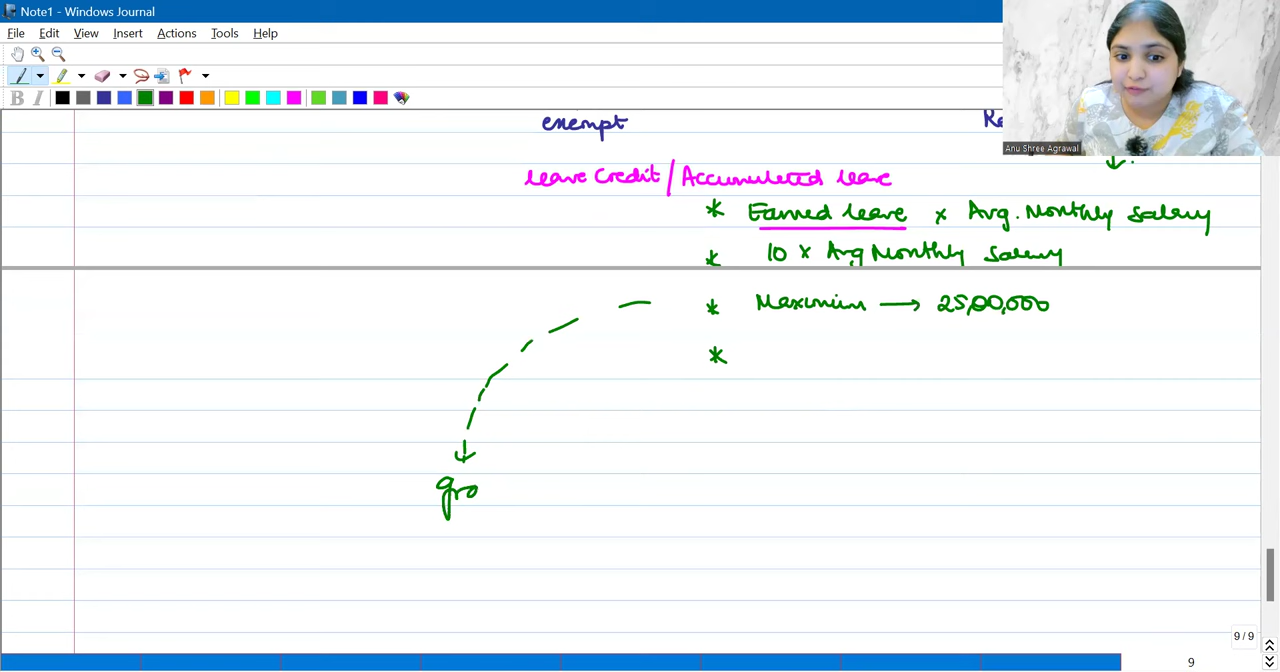 Note1 - Windows Journal
File Edit View Insert Actions Tools Help
B I
exempt
Anu Shree Agrawal
leave Credit / Accumulated leave
* Earned leave x Avg. Monthly Salary
* 10 x Avg Monthly Salary
* Maximum → 25,00,000
*
gro
9 / 9
9